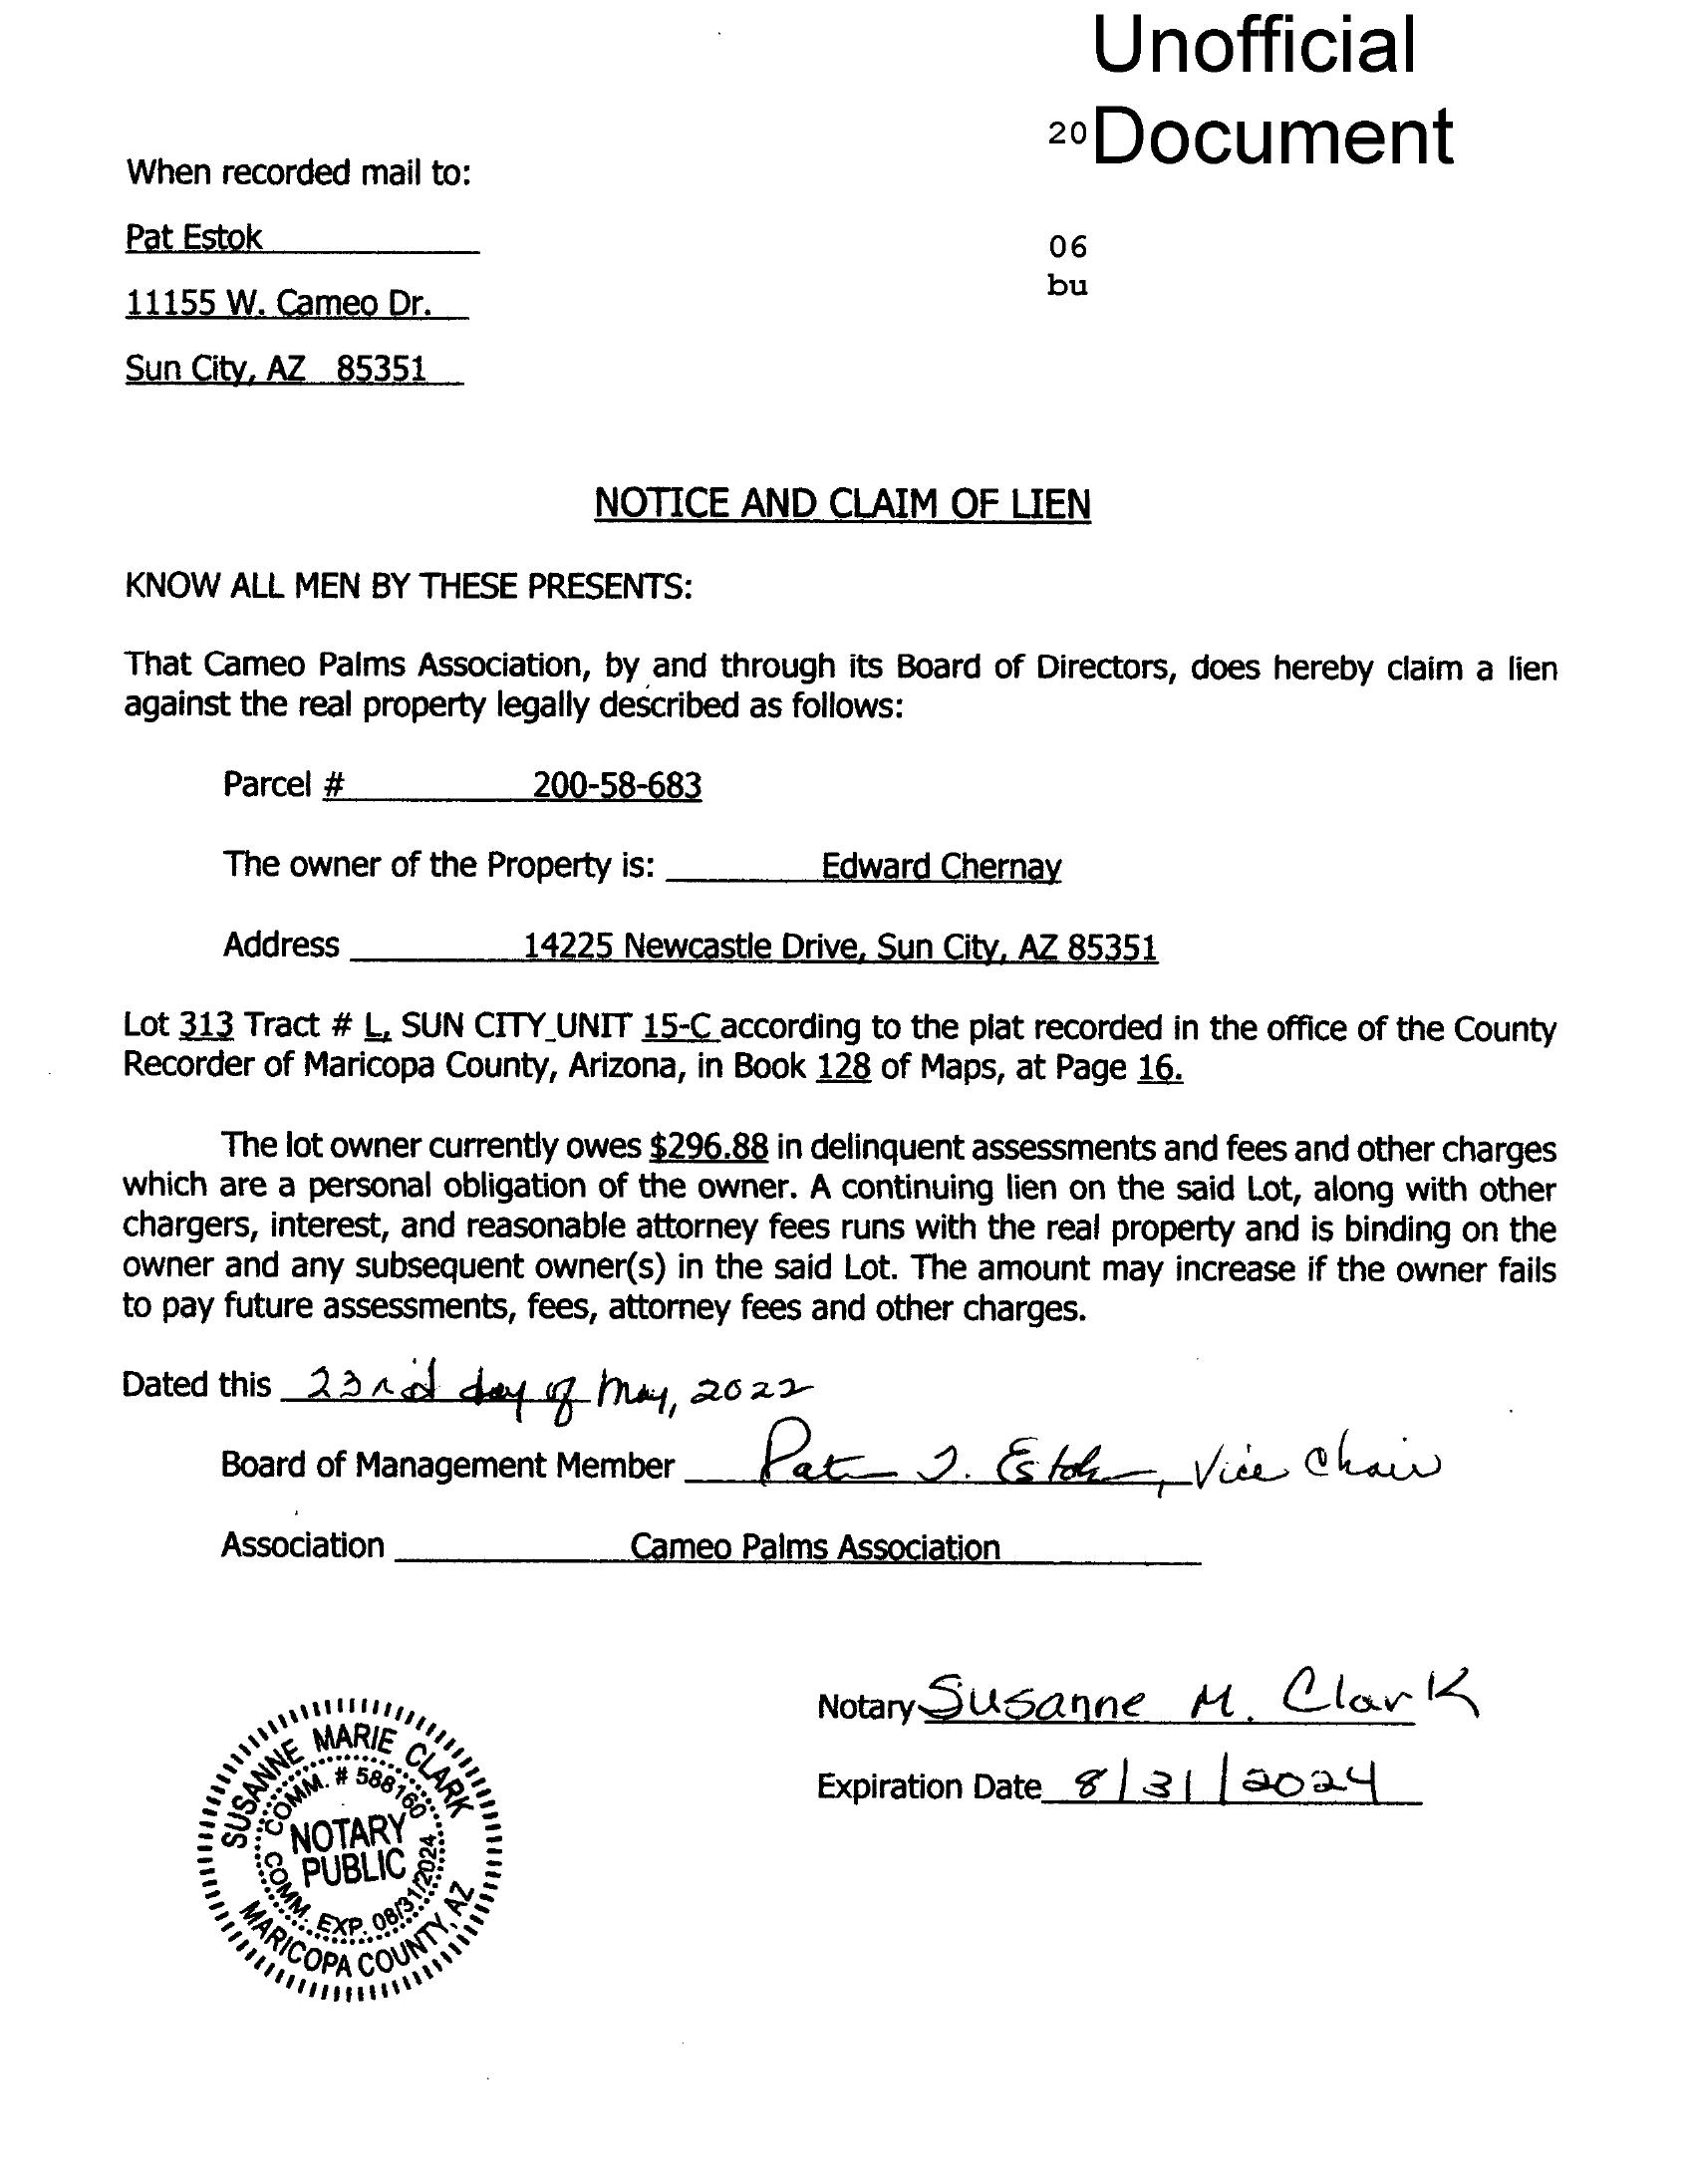 Unofficial
20 Document
When recorded mail to:
Pat Estok
06
11155 W. Cameo Dr.
bu
Sun City, AZ 85351
NOTICE AND CLAIM OF LIEN
KNOW ALL MEN BY THESE PRESENTS:
That Cameo Palms Association, by and through its Board of Directors, does hereby claim a lien
against the real property legally described as follows:
Parcel # 200-58-683
The owner of the Property is: Edward Chernay
Address 14225 Newcastle Drive, Sun City, AZ 85351
Lot 313 Tract # L, SUN CITY UNIT 15-C according to the plat recorded in the office of the County
Recorder of Maricopa County, Arizona, in Book 128 of Maps, at Page 16.
The lot owner currently owes $296.88 in delinquent assessments and fees and other charges
which are a personal obligation of the owner. A continuing lien on the said Lot, along with other
chargers, interest, and reasonable attorney fees runs with the real property and is binding on the
owner and any subsequent owner(s) in the said Lot. The amount may increase if the owner fails
to pay future assessments, fees, attorney fees and other charges.
Dated this 23rd day of May, 2022
Board of Management Member Pat J. Estok, Vice Chair
Association Cameo Palms Association
Notary Susanne M. Clark
Expiration Date 8/31/2024
SUSANNE MARIE CLARK
COMM. # 588160
NOTARY
PUBLIC
COMM. EXP. 08/31/2024
MARICOPA COUNTY, AZ